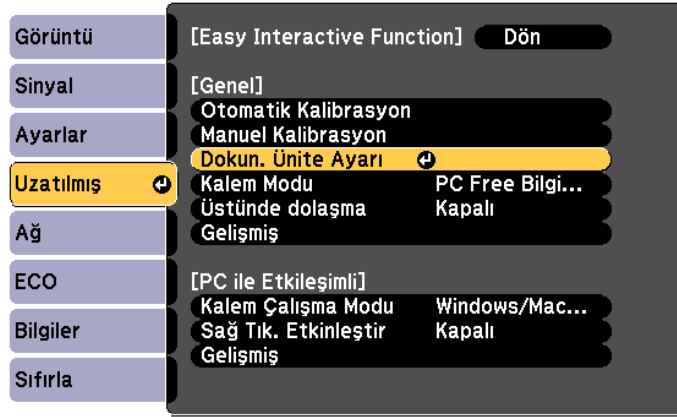 Görüntü
Sinyal
Ayarlar
Uzatılmış
Ağ
ECO
Bilgiler
Sıfırla
[Easy Interactive Function] Dön
[Genel]
Otomatik Kalibrasyon
Manuel Kalibrasyon
Dokun. Ünite Ayarı
Kalem Modu PC Free Bilgi...
Üstünde dolaşma Kapalı
Gelişmiş
[PC ile Etkileşimli]
Kalem Çalışma Modu Windows/Mac...
Sağ Tık. Etkinleştir Kapalı
Gelişmiş